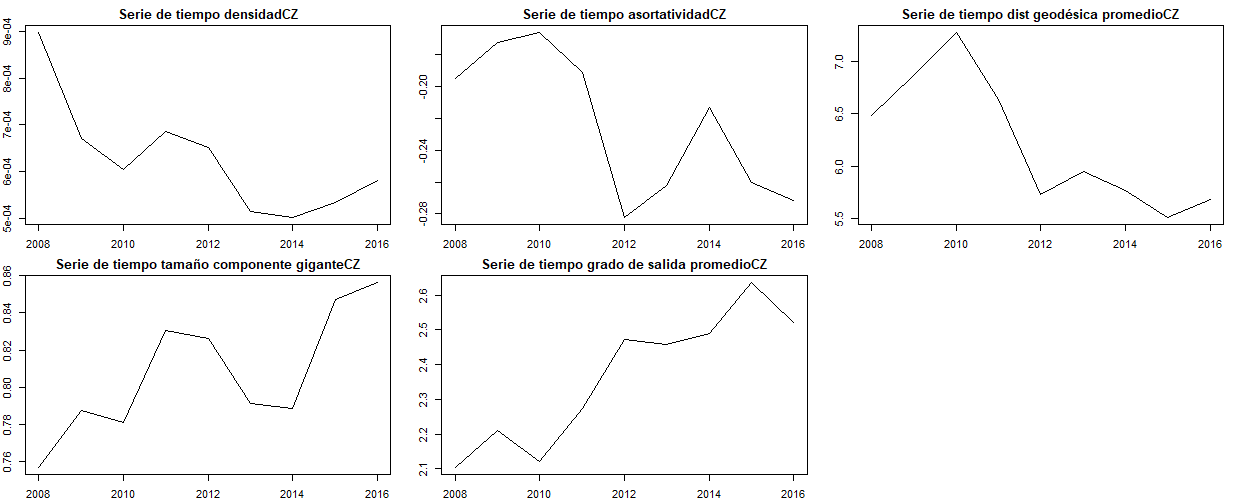 Serie de tiempo densidadCZ
9e-04
8e-04
7e-04
6e-04
5e-04
2008 2010 2012 2014 2016
Serie de tiempo asortatividadCZ
-0.20
-0.24
-0.28
2008 2010 2012 2014 2016
Serie de tiempo dist geodésica promedioCZ
7.0
6.5
6.0
5.5
2008 2010 2012 2014 2016
Serie de tiempo tamaño componente giganteCZ
0.86
0.84
0.82
0.80
0.78
0.76
2008 2010 2012 2014 2016
Serie de tiempo grado de salida promedioCZ
2.6
2.5
2.4
2.3
2.2
2.1
2008 2010 2012 2014 2016